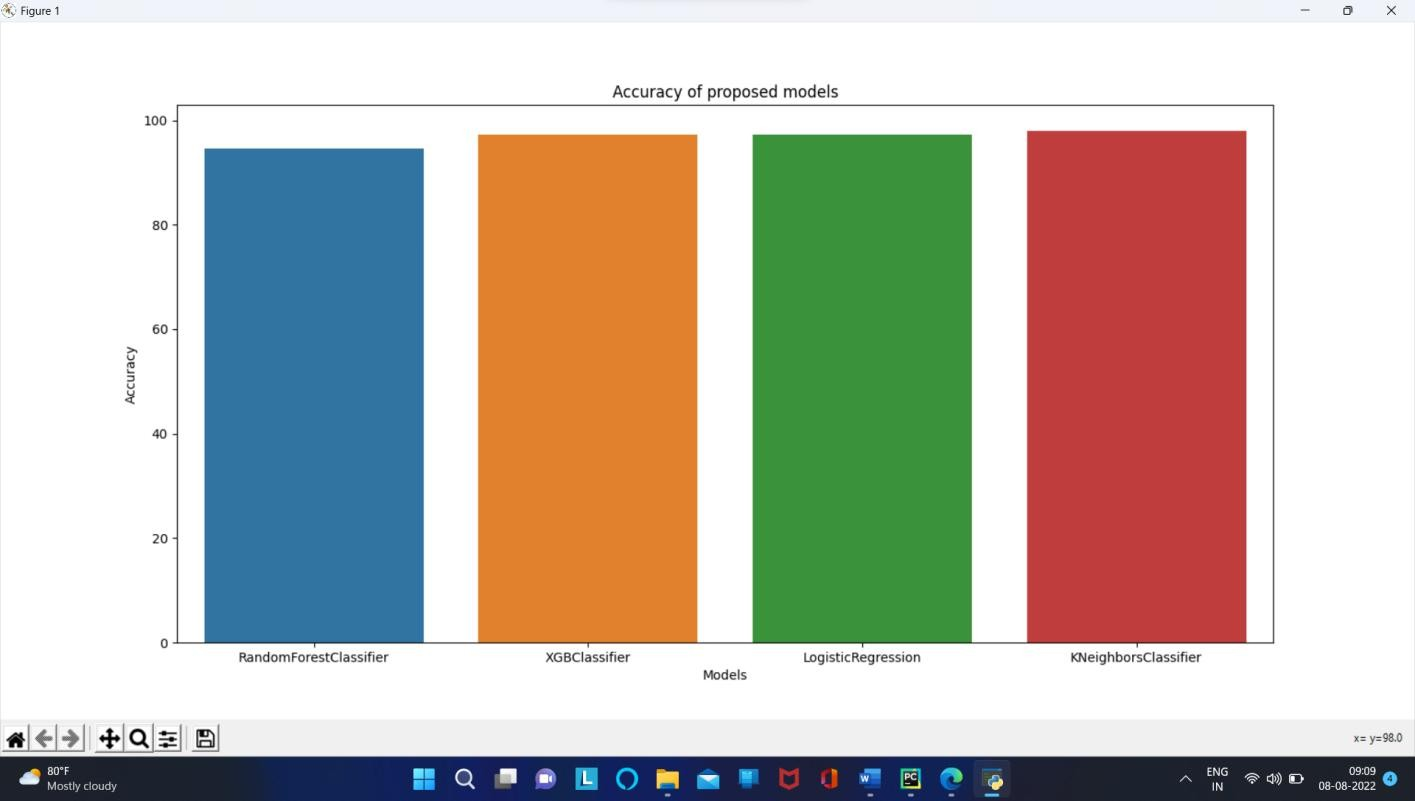 Figure 1
Accuracy of proposed models
100
80
60
40
20
0
Accuracy
RandomForestClassifier XGBClassifier LogisticRegression KNeighborsClassifier
Models
x= y=98.0
80°F
Mostly cloudy
L
W
PC
ENG
IN
09:09
08-08-2022
4